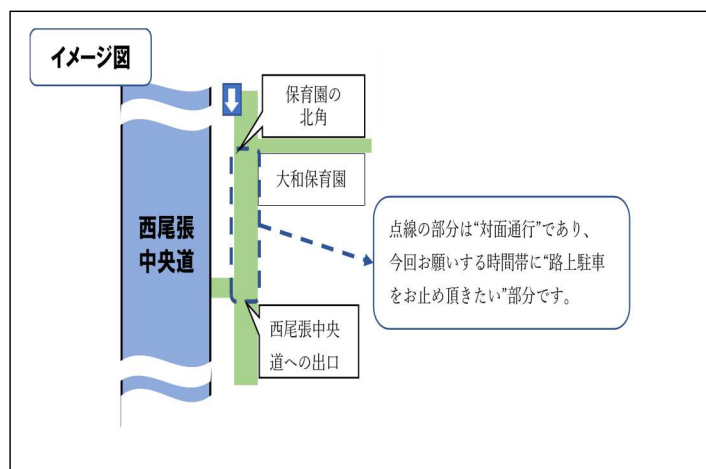 イメージ図
保育園の
北角
大和保育園
西尾張
中央道
点線の部分は“対面通行”であり、
今回お願いする時間帯に“路上駐車
をお止め頂きたい”部分です。
西尾張中央
道への出口